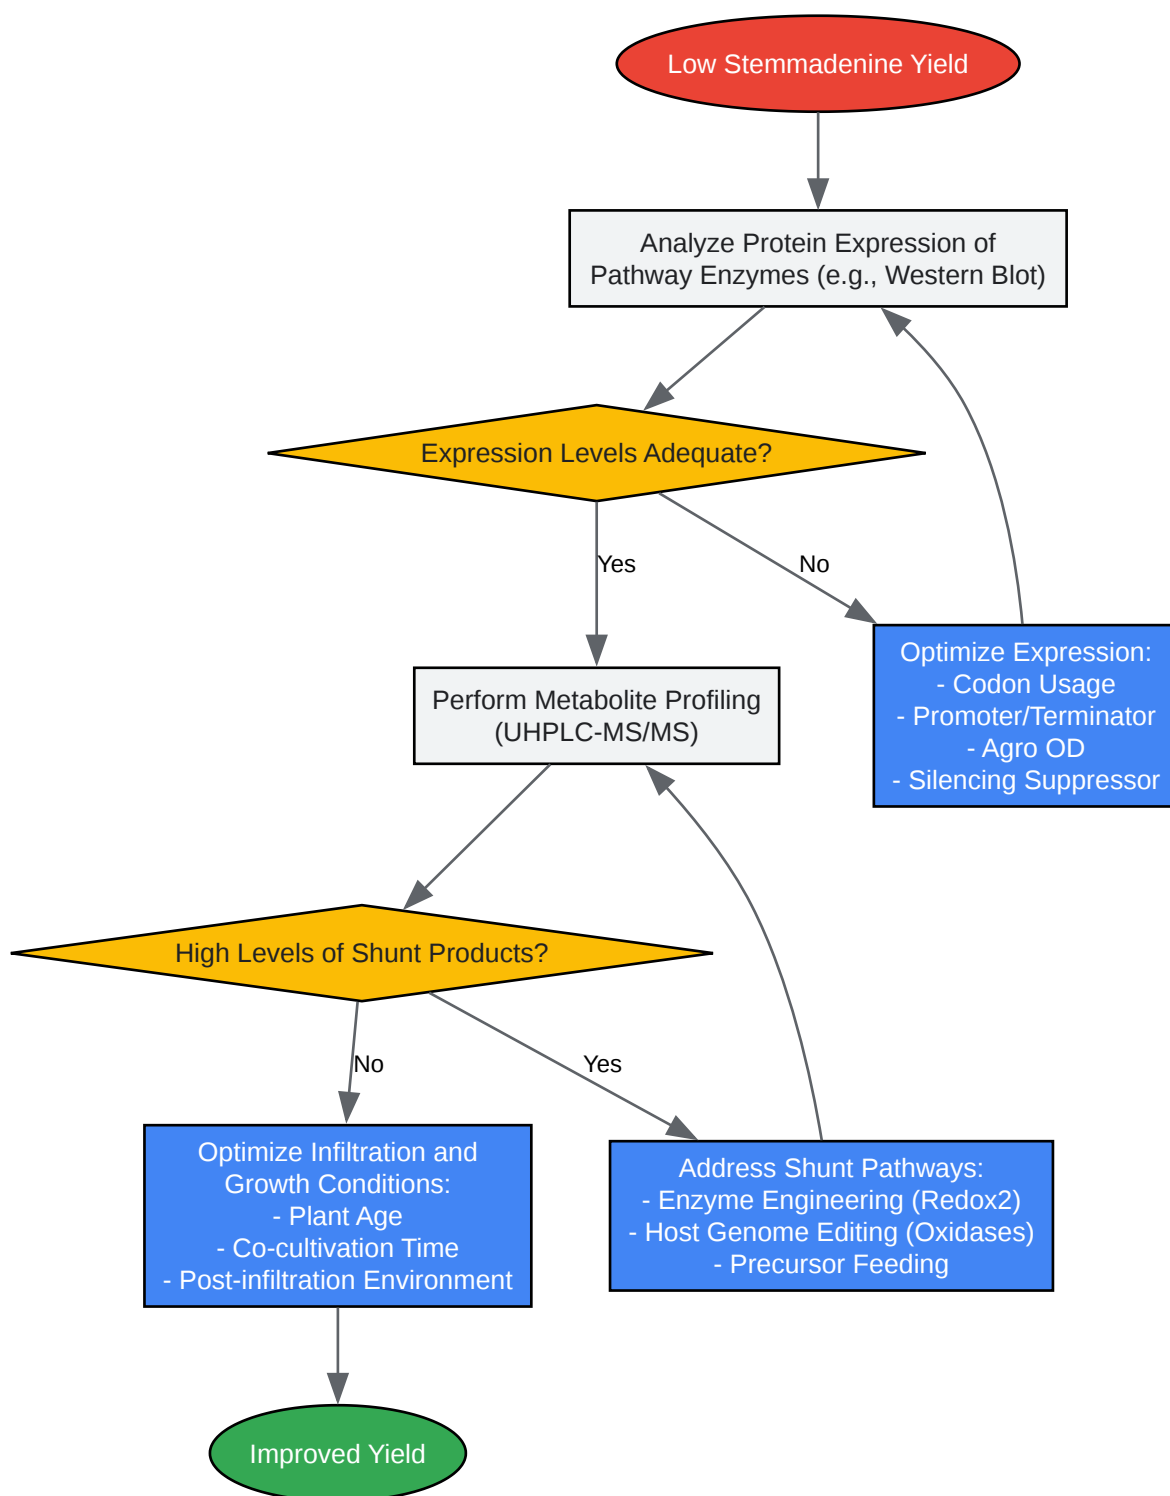 Low Stemmadenine Yield
Analyze Protein Expression of
Pathway Enzymes (e.g., Western Blot)
Expression Levels Adequate?
Yes
No
Optimize Expression:
- Codon Usage
- Promoter/Terminator
- Agro OD
- Silencing Suppressor
Perform Metabolite Profiling
(UHPLC-MS/MS)
High Levels of Shunt Products?
No
Yes
Optimize Infiltration and
Growth Conditions:
- Plant Age
- Co-cultivation Time
- Post-infiltration Environment
Address Shunt Pathways:
- Enzyme Engineering (Redox2)
- Host Genome Editing (Oxidases)
- Precursor Feeding
Improved Yield